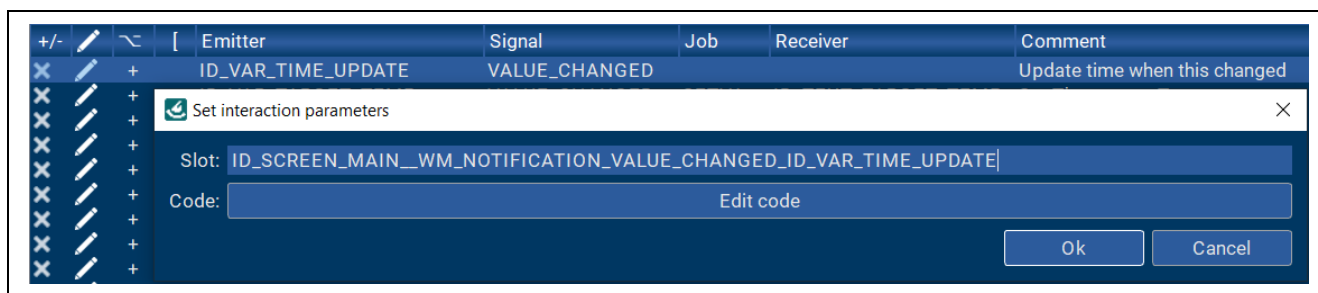 +/- [ Emitter Signal Job Receiver Comment
+ ID_VAR_TIME_UPDATE VALUE_CHANGED Update time when this changed
+
Set interaction parameters
+
+
Slot: ID_SCREEN_MAIN__WM_NOTIFICATION_VALUE_CHANGED_ID_VAR_TIME_UPDATE
+
+
Code: Edit code
+
+
Ok Cancel
+